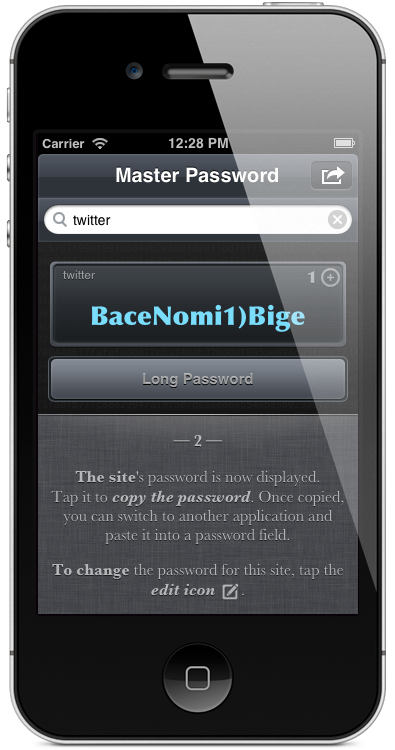 Carrier 12:28 PM
Master Password
twitter
twitter 1
BaceNomi1)Bige
Long Password
— 2 —
The site's password is now displayed.
Tap it to copy the password. Once copied,
you can switch to another application and
paste it into a password field.
To change the password for this site, tap the
edit icon .